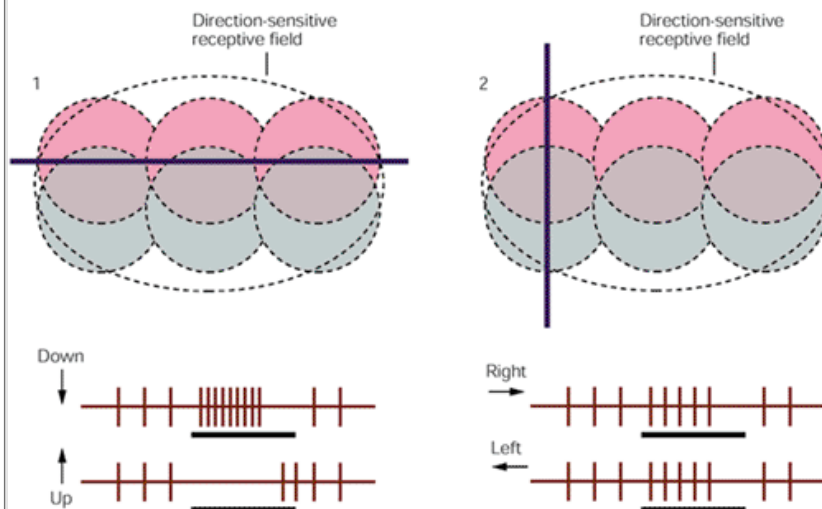 Direction-sensitive
receptive field
1
Direction-sensitive
receptive field
2
Down
Up
Right
Left